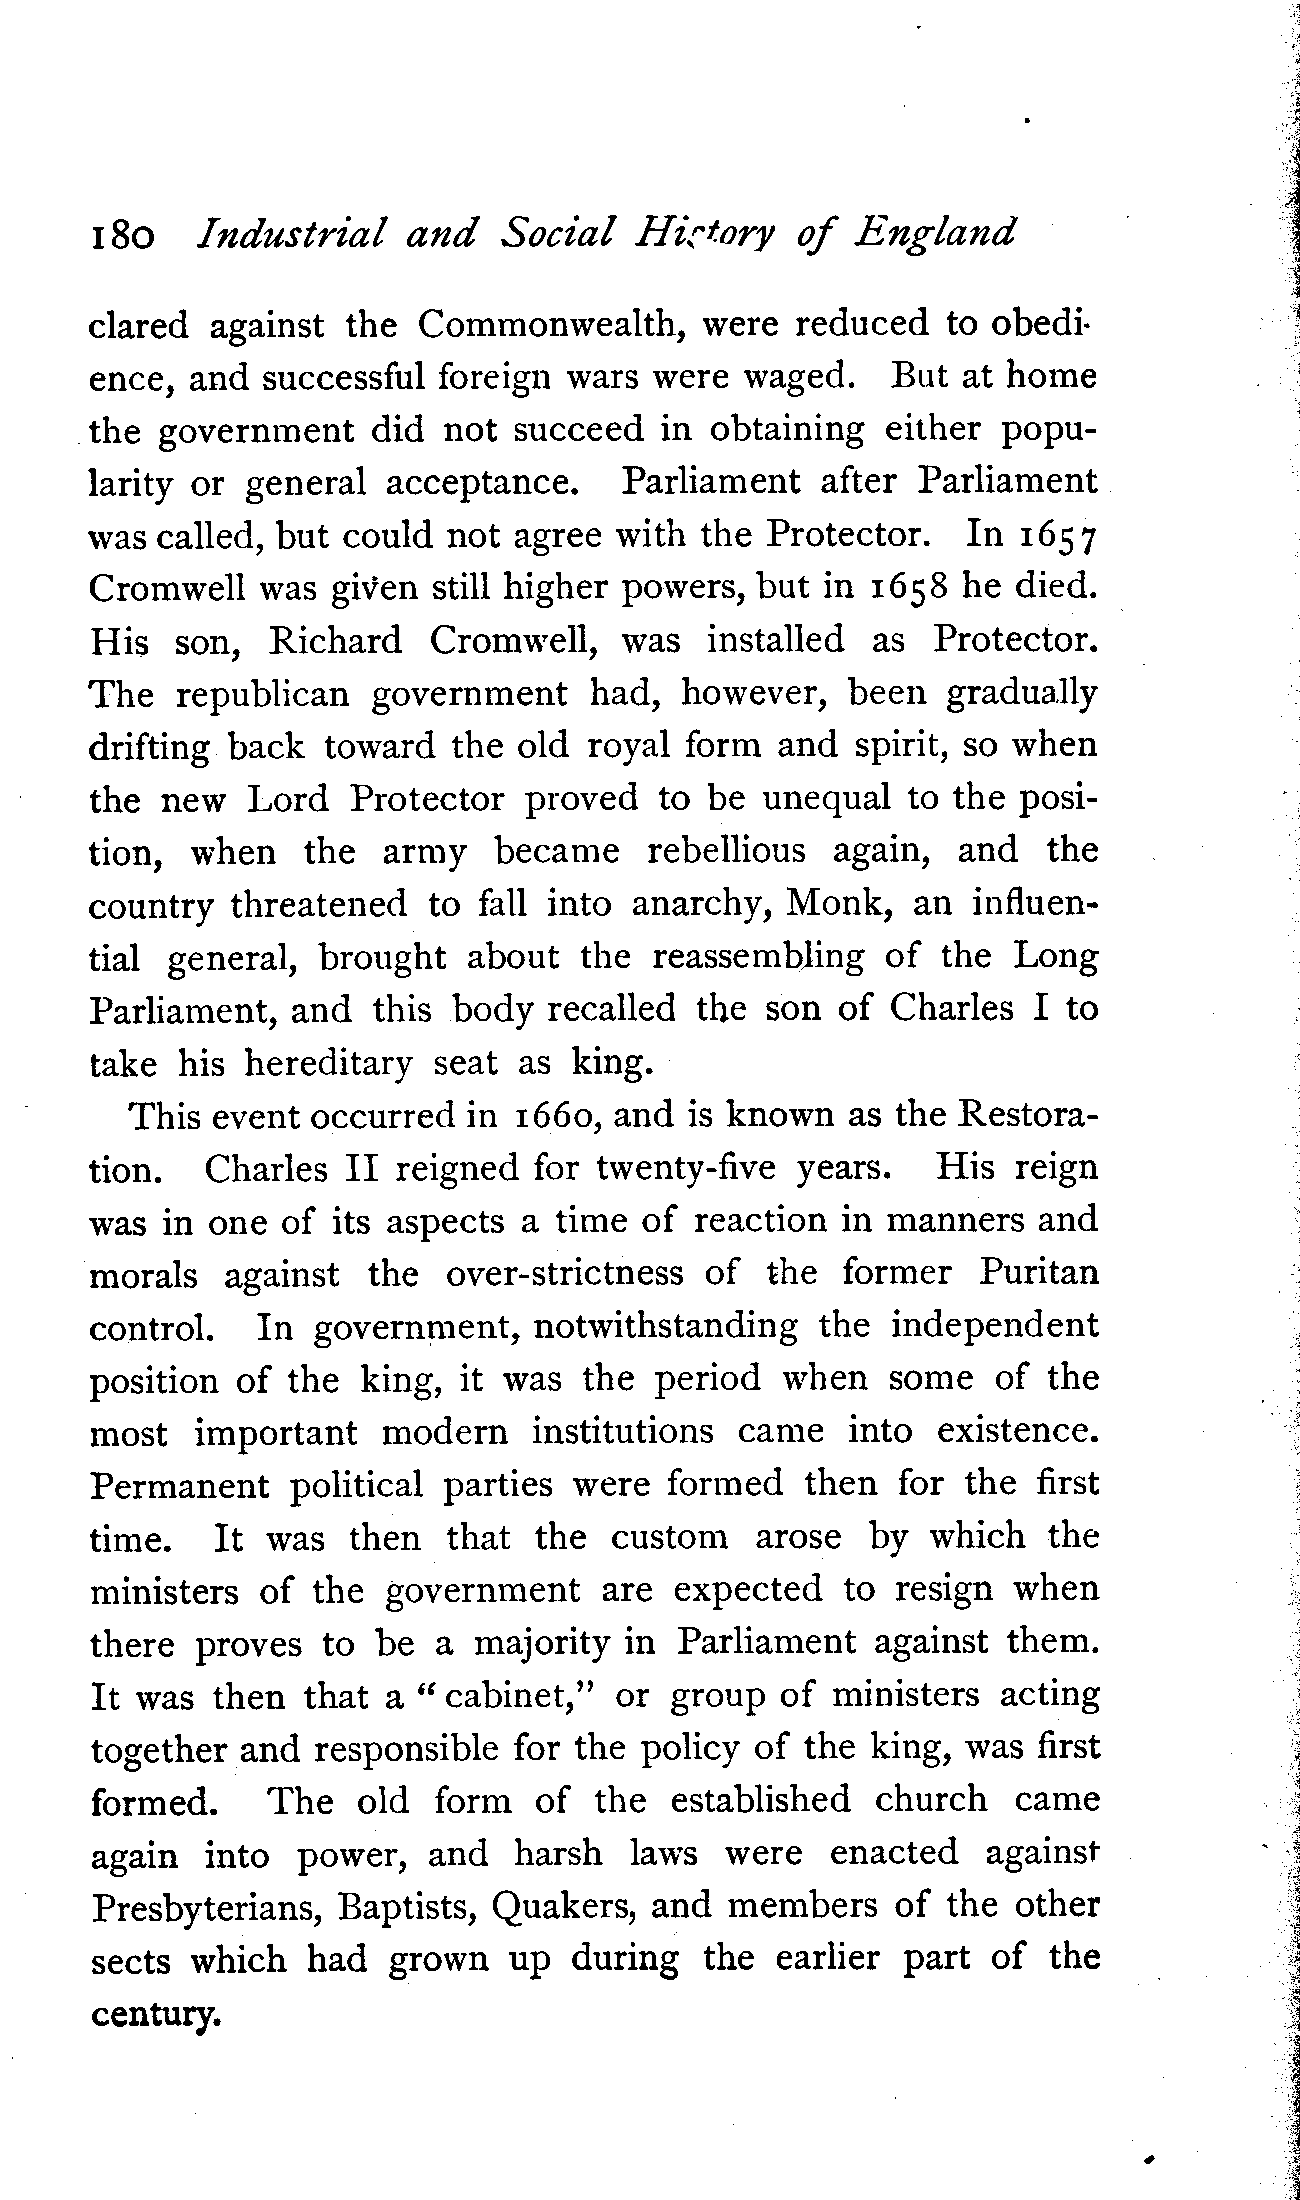 180 Industrial and Social History of England
clared against the Commonwealth, were reduced to obedi-
ence, and successful foreign wars were waged. But at home
the government did not succeed in obtaining either popu-
larity or general acceptance. Parliament after Parliament
was called, but could not agree with the Protector. In 1657
Cromwell was given still higher powers, but in 1658 he died.
His son, Richard Cromwell, was installed as Protector.
The republican government had, however, been gradually
drifting back toward the old royal form and spirit, so when
the new Lord Protector proved to be unequal to the posi-
tion, when the army became rebellious again, and the
country threatened to fall into anarchy, Monk, an influen-
tial general, brought about the reassembling of the Long
Parliament, and this body recalled the son of Charles I to
take his hereditary seat as king.
This event occurred in 1660, and is known as the Restora-
tion. Charles II reigned for twenty-five years. His reign
was in one of its aspects a time of reaction in manners and
morals against the over-strictness of the former Puritan
control. In government, notwithstanding the independent
position of the king, it was the period when some of the
most important modern institutions came into existence.
Permanent political parties were formed then for the first
time. It was then that the custom arose by which the
ministers of the government are expected to resign when
there proves to be a majority in Parliament against them.
It was then that a "cabinet," or group of ministers acting
together and responsible for the policy of the king, was first
formed. The old form of the established church came
again into power, and harsh laws were enacted against
Presbyterians, Baptists, Quakers, and members of the other
sects which had grown up during the earlier part of the
century.